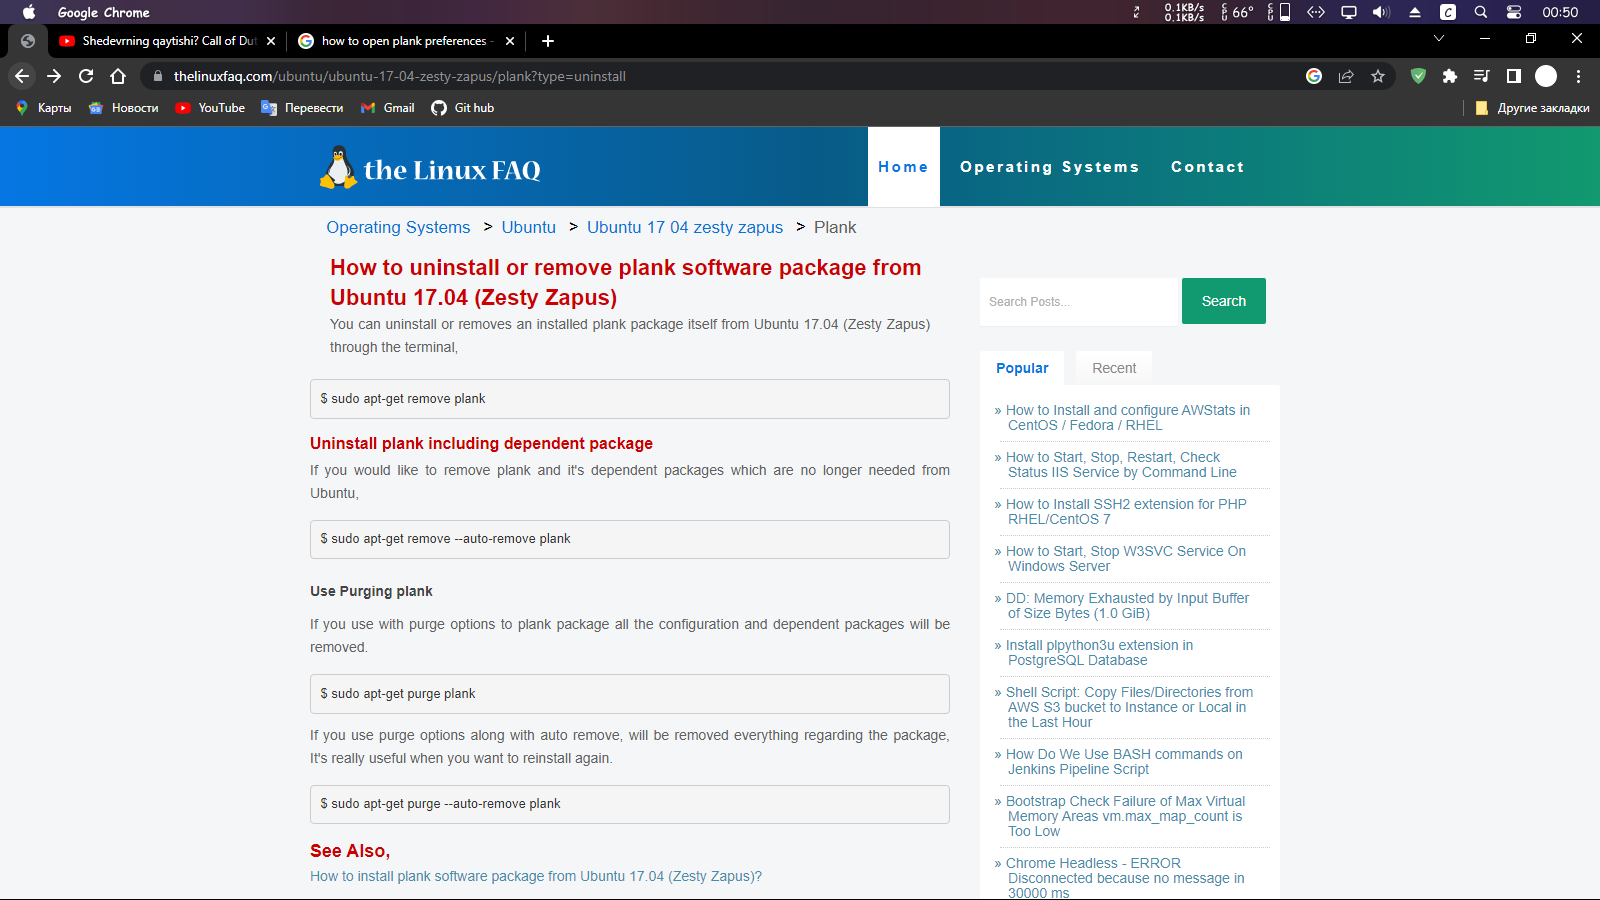 Google Chrome
0.1KB/s
0.1KB/s
CPU 66°
CPU
00:50
Shedevrning qaytishi? Call of Dut
how to open plank preferences -
thelinuxfaq.com/ubuntu/ubuntu-17-04-zesty-zapus/plank?type=uninstall
Карты
Новости
YouTube
Перевести
Gmail
Git hub
Другие закладки
the Linux FAQ
Home
Operating Systems
Contact
Operating Systems > Ubuntu > Ubuntu 17 04 zesty zapus > Plank
How to uninstall or remove plank software package from
Ubuntu 17.04 (Zesty Zapus)
You can uninstall or removes an installed plank package itself from Ubuntu 17.04 (Zesty Zapus)
through the terminal,
$ sudo apt-get remove plank
Uninstall plank including dependent package
If you would like to remove plank and it's dependent packages which are no longer needed from
Ubuntu,
$ sudo apt-get remove --auto-remove plank
Use Purging plank
If you use with purge options to plank package all the configuration and dependent packages will be
removed.
$ sudo apt-get purge plank
If you use purge options along with auto remove, will be removed everything regarding the package,
It's really useful when you want to reinstall again.
$ sudo apt-get purge --auto-remove plank
See Also,
How to install plank software package from Ubuntu 17.04 (Zesty Zapus)?
Search Posts...
Search
Popular
Recent
» How to Install and configure AWStats in
CentOS / Fedora / RHEL
» How to Start, Stop, Restart, Check
Status IIS Service by Command Line
» How to Install SSH2 extension for PHP
RHEL/CentOS 7
» How to Start, Stop W3SVC Service On
Windows Server
» DD: Memory Exhausted by Input Buffer
of Size Bytes (1.0 GiB)
» Install plpython3u extension in
PostgreSQL Database
» Shell Script: Copy Files/Directories from
AWS S3 bucket to Instance or Local in
the Last Hour
» How Do We Use BASH commands on
Jenkins Pipeline Script
» Bootstrap Check Failure of Max Virtual
Memory Areas vm.max_map_count is
Too Low
» Chrome Headless - ERROR
Disconnected because no message in
30000 ms